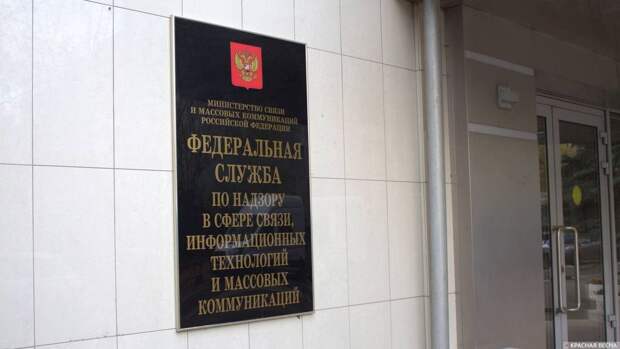 МИНИСТЕРСТВО СВЯЗИ
И МАССОВЫХ КОММУНИКАЦИЙ
РОССИЙСКОЙ ФЕДЕРАЦИИ
ФЕДЕРАЛЬНАЯ
СЛУЖБА
ПО НАДЗОРУ
В СФЕРЕ СВЯЗИ,
ИНФОРМАЦИОННЫХ
ТЕХНОЛОГИЙ
И МАССОВЫХ
КОММУНИКАЦИЙ
© КРАСНАЯ ВЕСНА